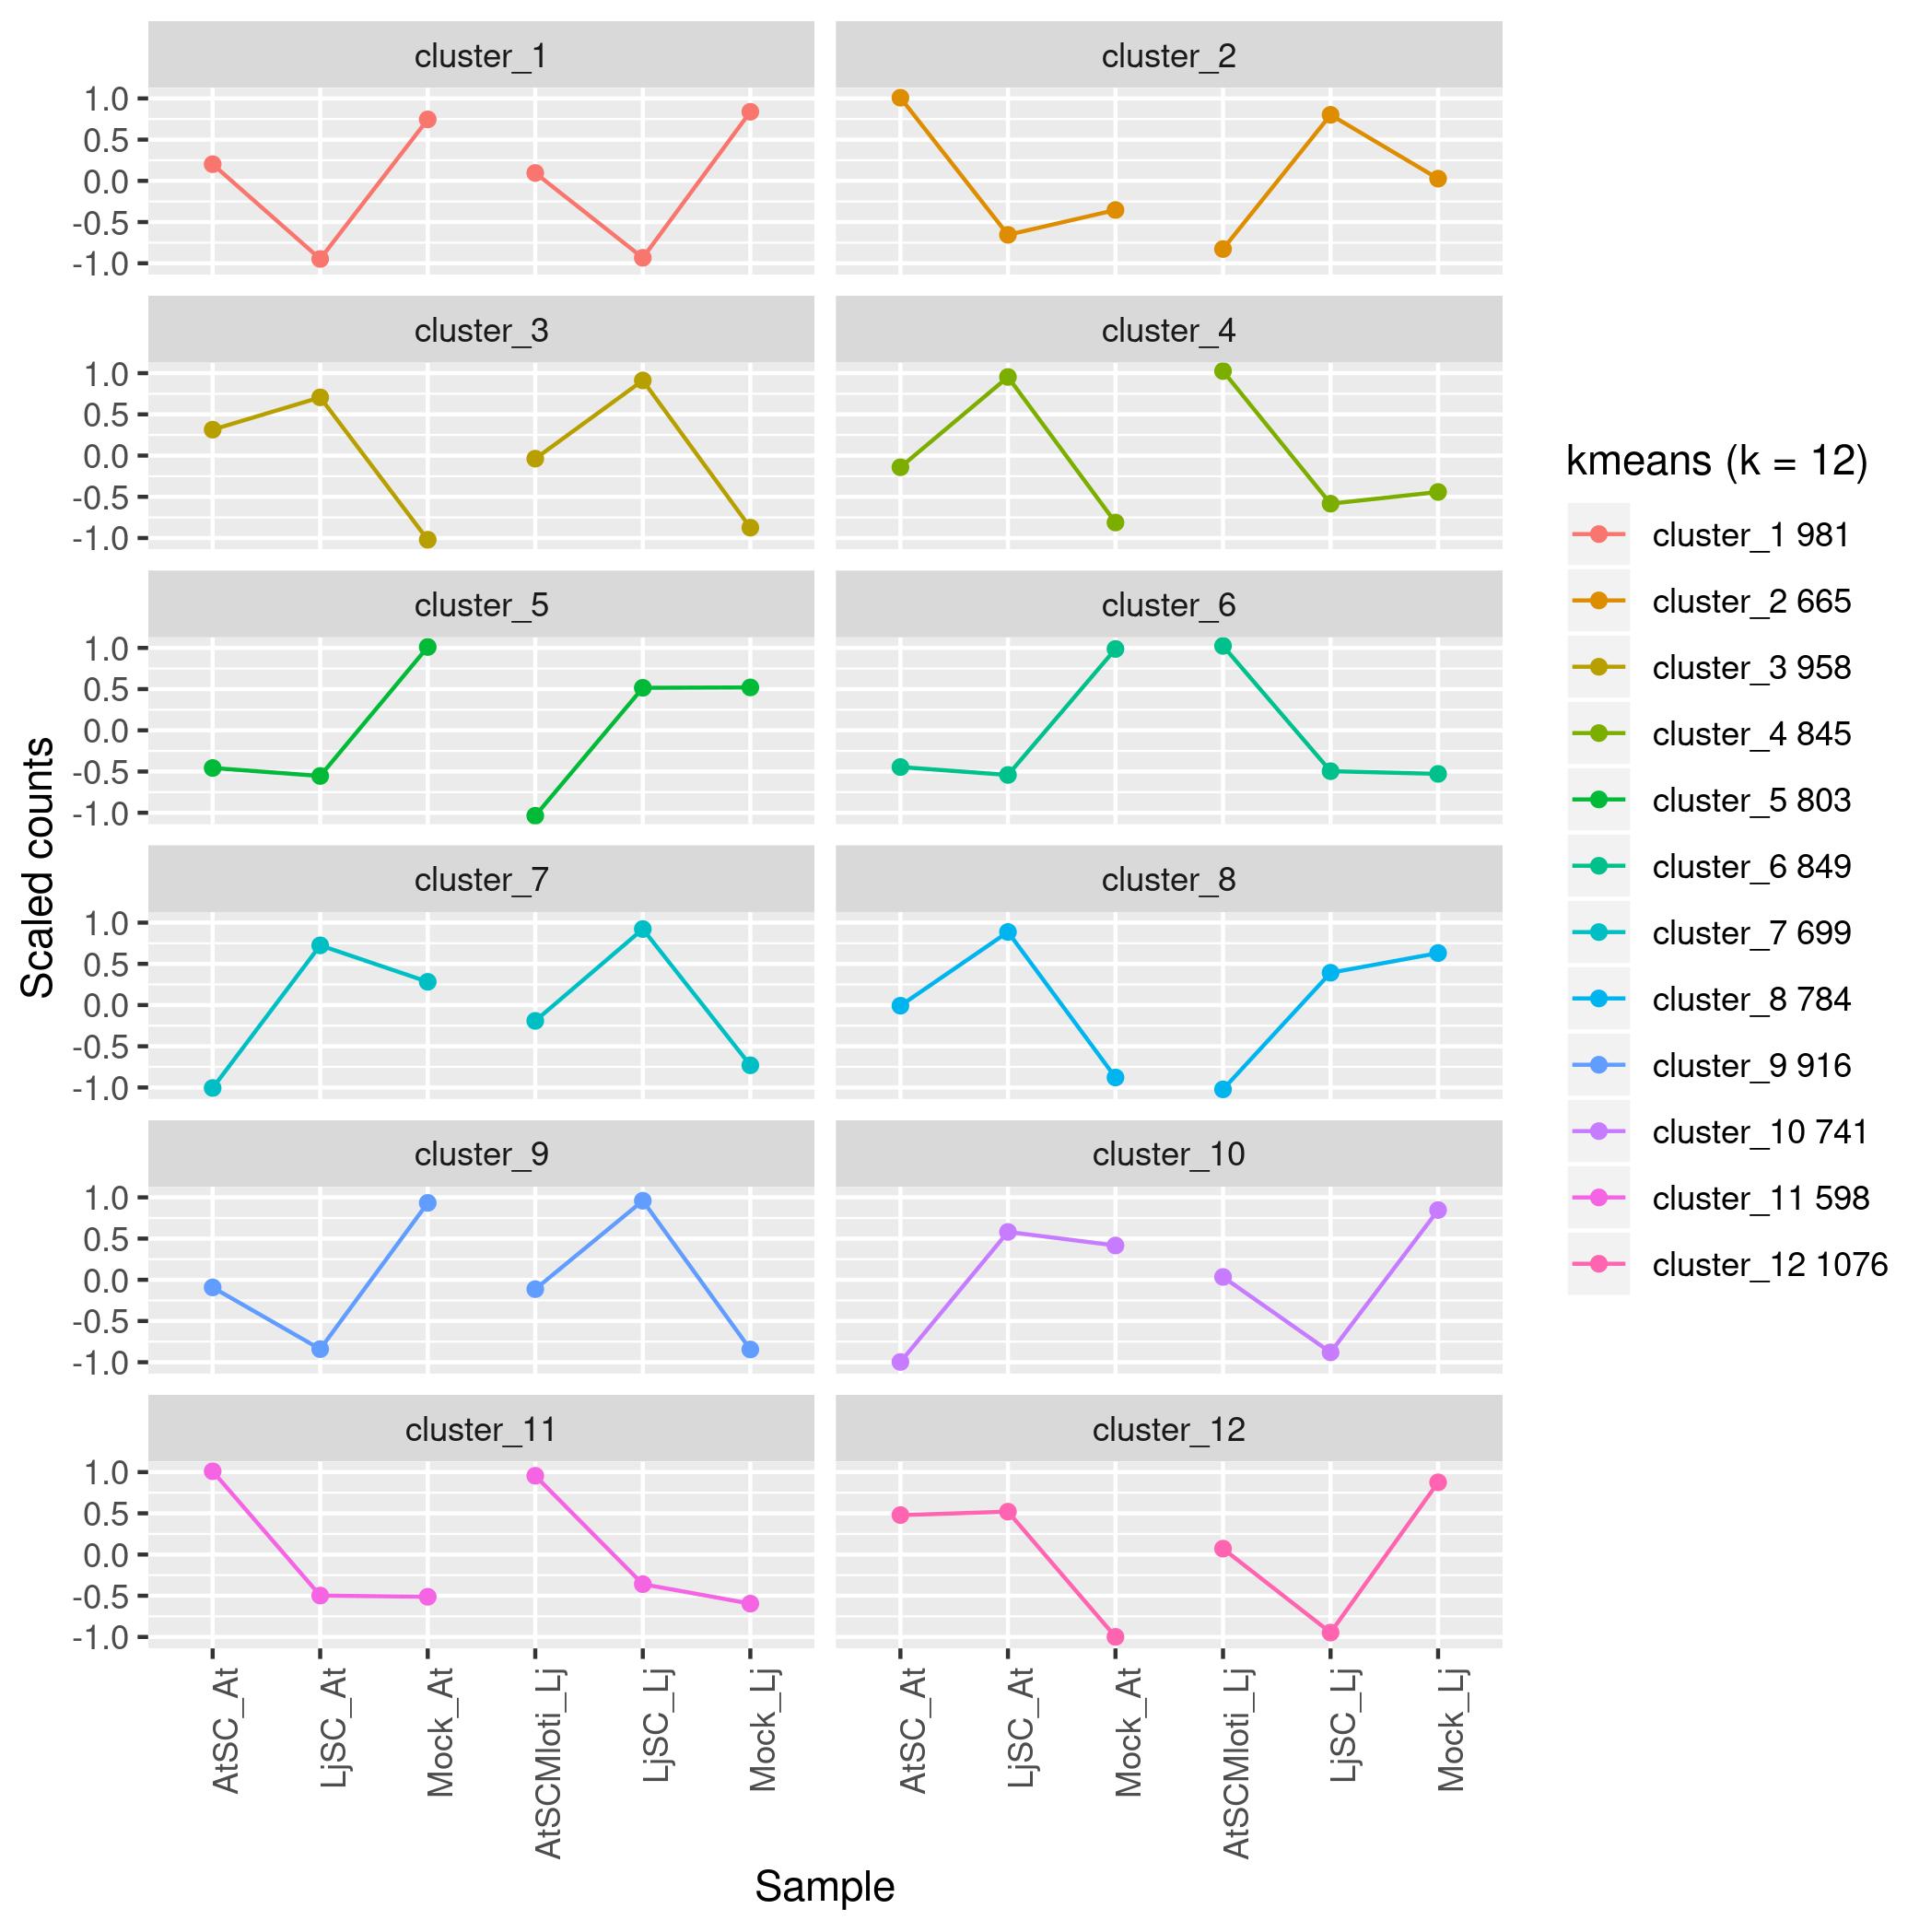 cluster_1
cluster_2
1.0
0.5
0.0
-0.5
-1.0
cluster_3
cluster_4
1.0
0.5
0.0
-0.5
-1.0
cluster_5
cluster_6
1.0
0.5
0.0
-0.5
-1.0
cluster_7
cluster_8
1.0
0.5
0.0
-0.5
-1.0
cluster_9
cluster_10
1.0
0.5
0.0
-0.5
-1.0
cluster_11
cluster_12
1.0
0.5
0.0
-0.5
-1.0
Scaled counts
AtSC_At
LjSC_At
Mock_At
AtSCMloti_Lj
LjSC_Lj
Mock_Lj
AtSC_At
LjSC_At
Mock_At
AtSCMloti_Lj
LjSC_Lj
Mock_Lj
Sample
kmeans (k = 12)
cluster_1 981
cluster_2 665
cluster_3 958
cluster_4 845
cluster_5 803
cluster_6 849
cluster_7 699
cluster_8 784
cluster_9 916
cluster_10 741
cluster_11 598
cluster_12 1076